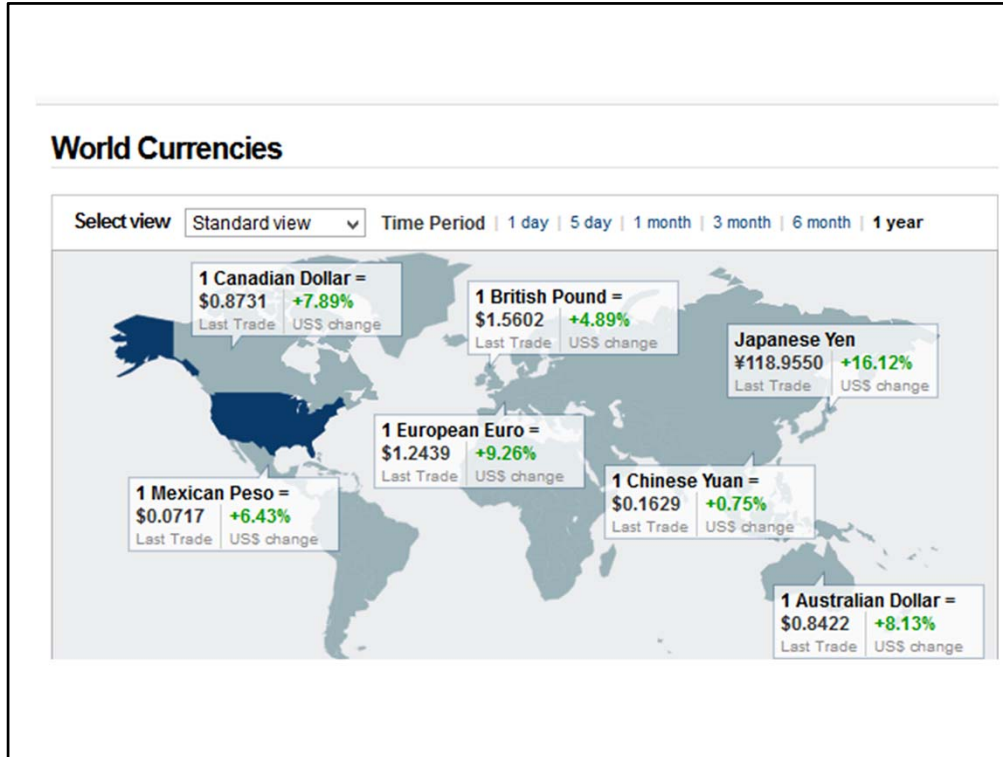 World Currencies
Select view Standard view Time Period | 1 day | 5 day | 1 month | 3 month | 6 month | 1 year
1 Canadian Dollar =
$0.8731 +7.89%
Last Trade US$ change
1 British Pound =
$1.5602 +4.89%
Last Trade US$ change
Japanese Yen
¥118.9550 +16.12%
Last Trade US$ change
1 European Euro =
$1.2439 +9.26%
Last Trade US$ change
1 Chinese Yuan =
$0.1629 +0.75%
Last Trade US$ change
1 Mexican Peso =
$0.0717 +6.43%
Last Trade US$ change
1 Australian Dollar =
$0.8422 +8.13%
Last Trade US$ change